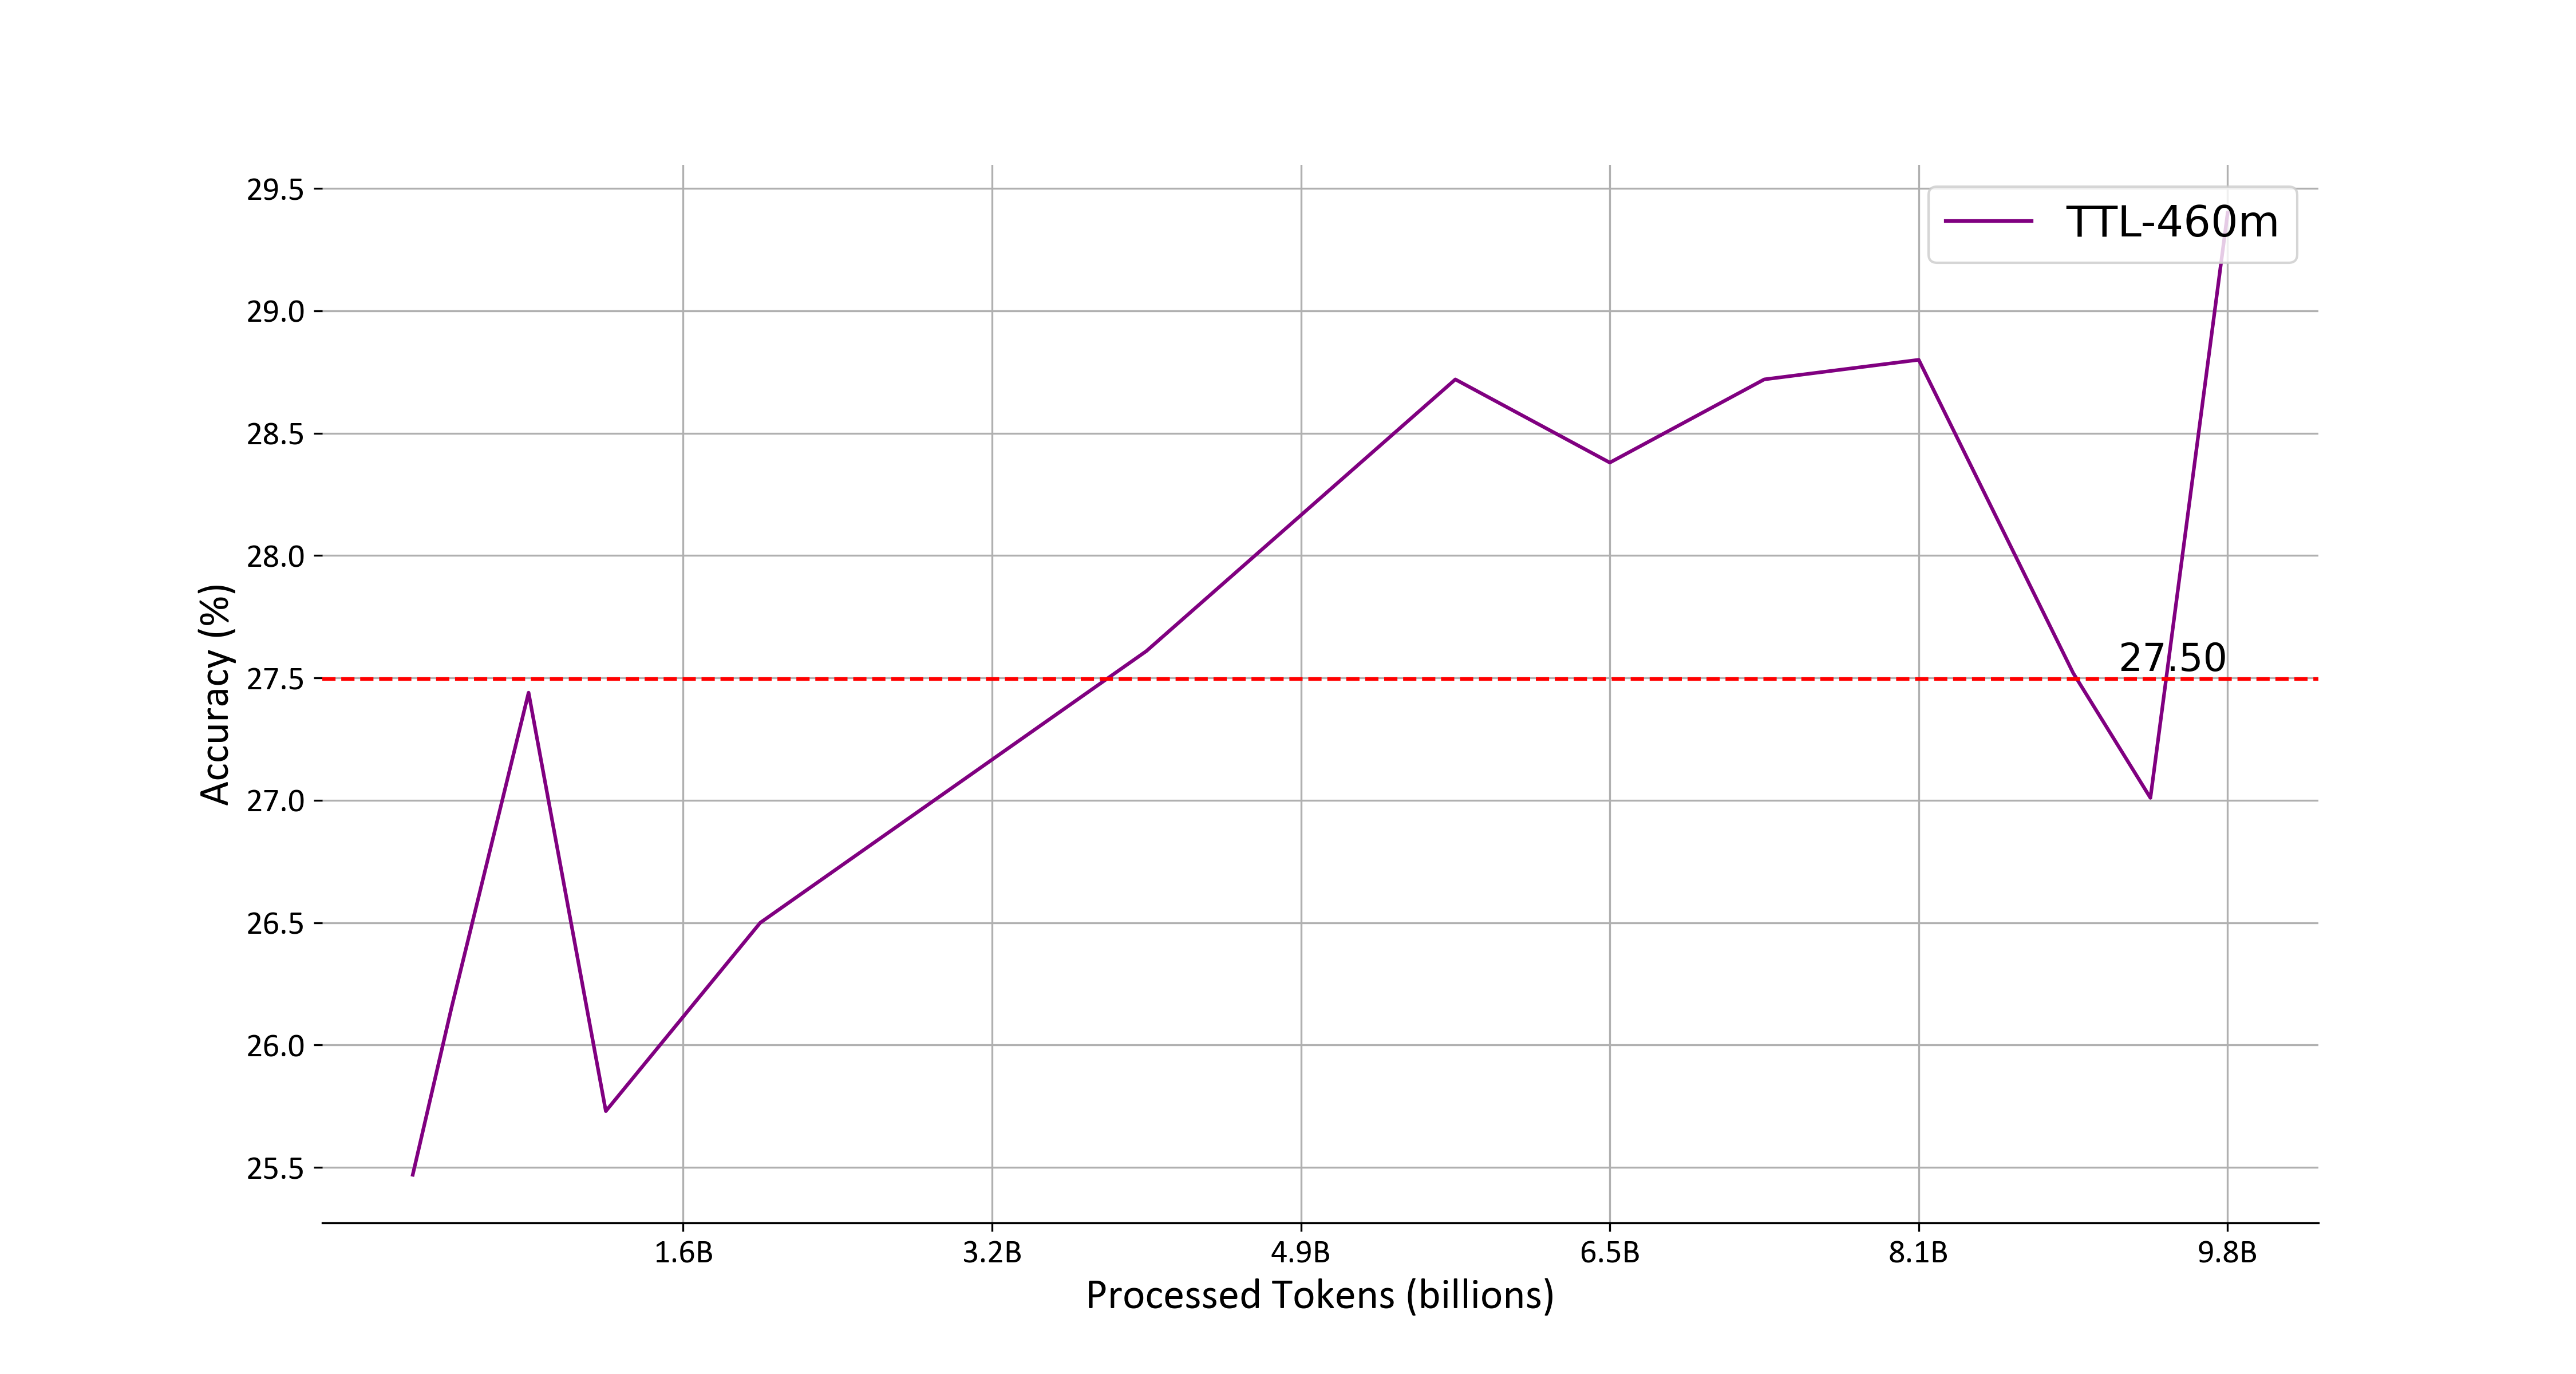 29.5
TTL-460m
29.0
28.5
28.0
27.50
27.5
27.0
26.5
26.0
25.5
Accuracy (%)
1.6B 3.2B 4.9B 6.5B 8.1B 9.8B
Processed Tokens (billions)